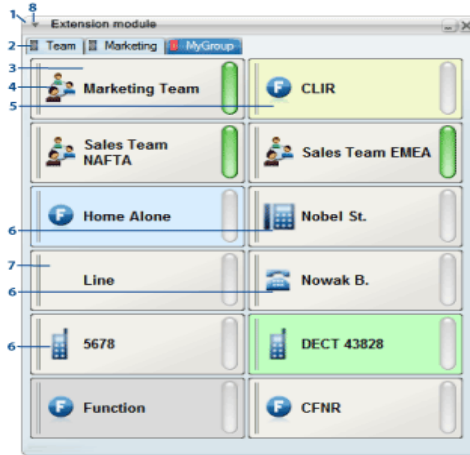 1 8 Extension module
2 Team Marketing MyGroup
3
4 Marketing Team CLIR
5
Sales Team NAFTA Sales Team EMEA
Home Alone Nobel St.
6
7 Line Nowak B.
6
6 5678 DECT 43828
Function CFNR